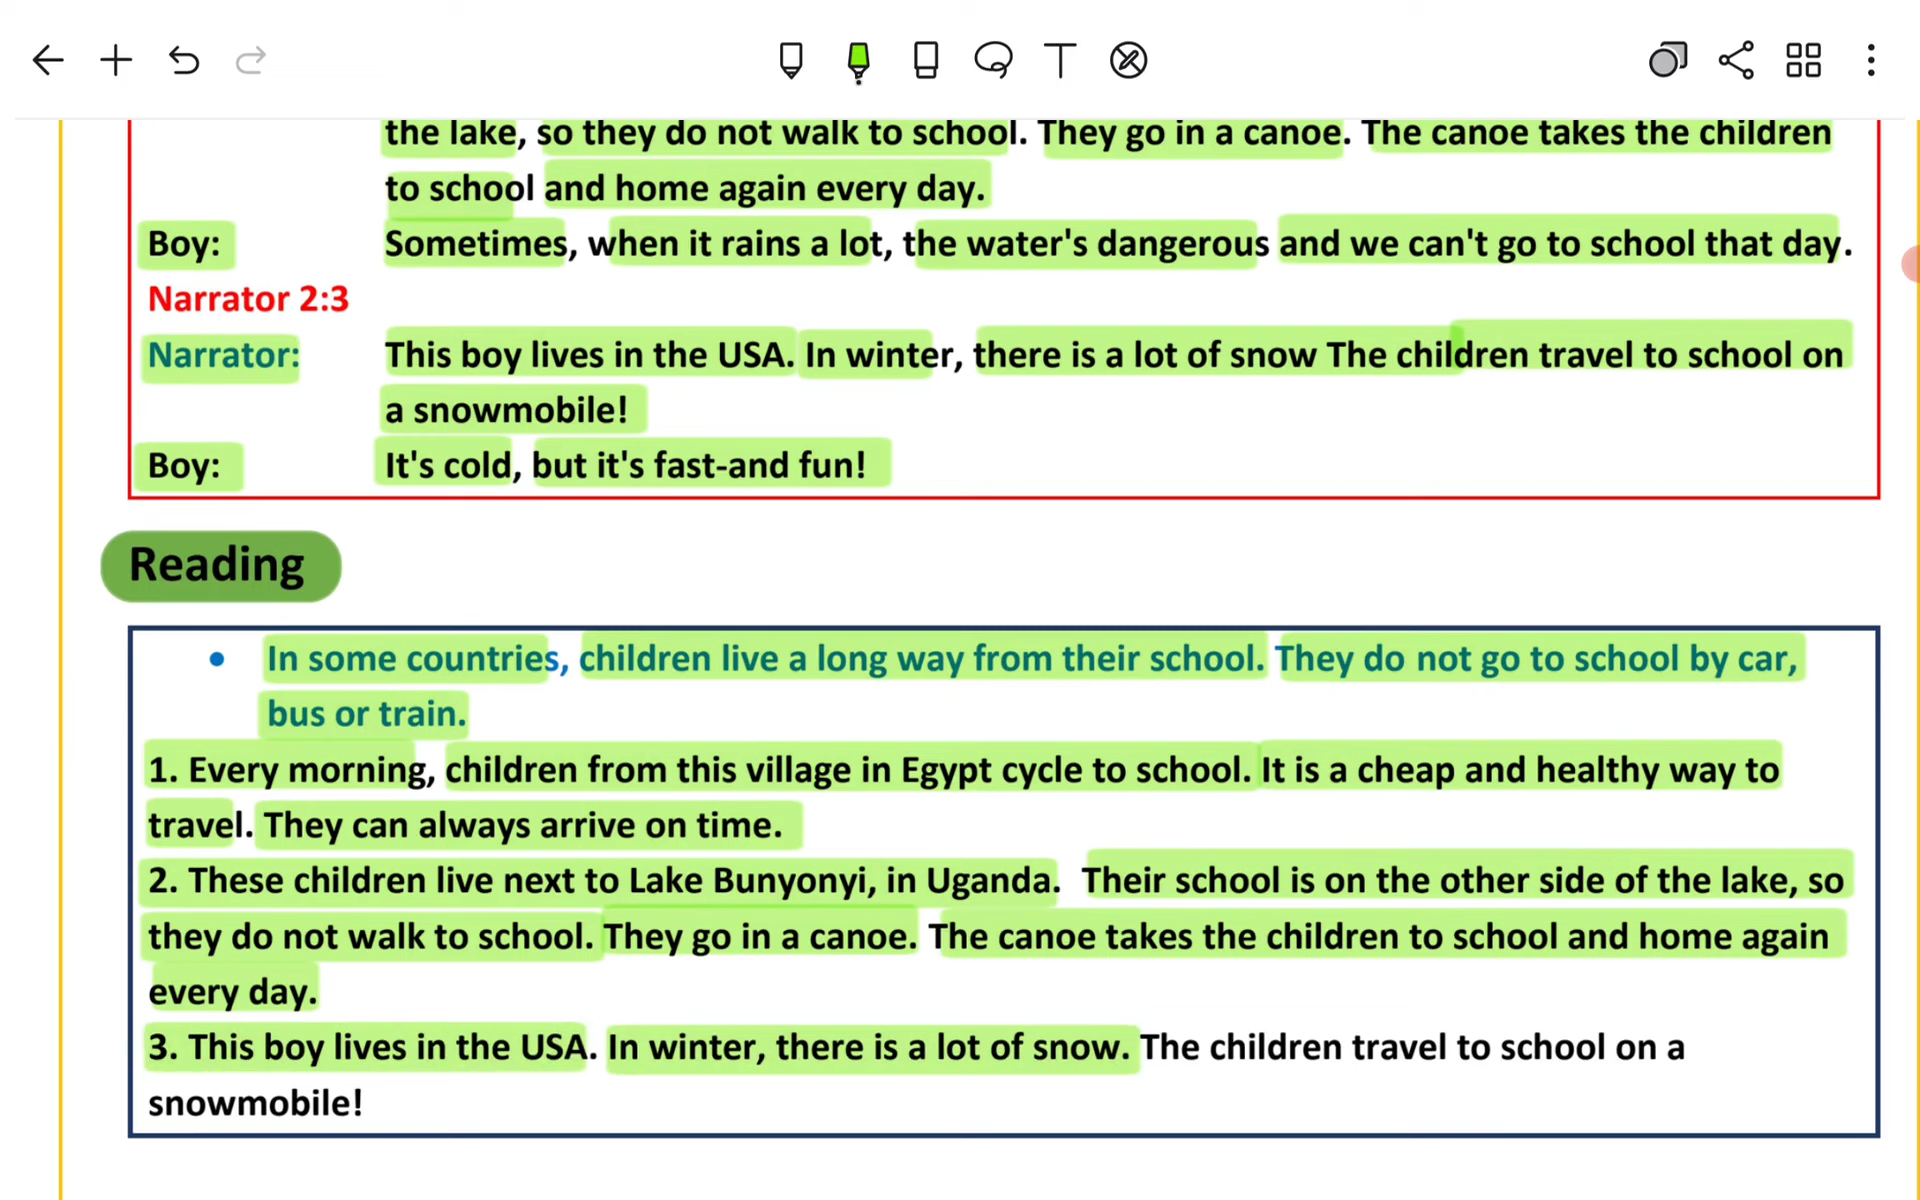 the lake, so they do not walk to school. They go in a canoe. The canoe takes the children
to school and home again every day.
Boy: Sometimes, when it rains a lot, the water's dangerous and we can't go to school that day.
Narrator 2:3
Narrator: This boy lives in the USA. In winter, there is a lot of snow The children travel to school on
a snowmobile!
Boy: It's cold, but it's fast-and fun!
Reading
• In some countries, children live a long way from their school. They do not go to school by car,
bus or train.
1. Every morning, children from this village in Egypt cycle to school. It is a cheap and healthy way to
travel. They can always arrive on time.
2. These children live next to Lake Bunyonyi, in Uganda. Their school is on the other side of the lake, so
they do not walk to school. They go in a canoe. The canoe takes the children to school and home again
every day.
3. This boy lives in the USA. In winter, there is a lot of snow. The children travel to school on a
snowmobile!